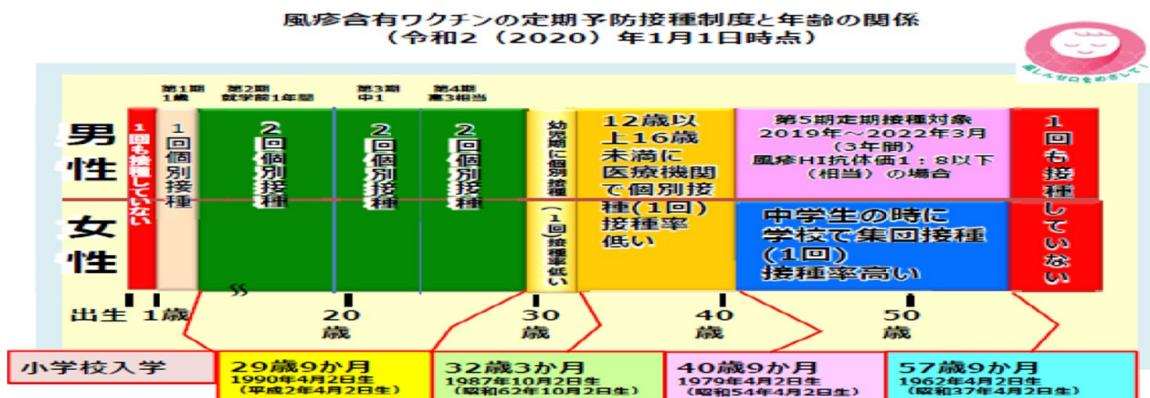 風疹含有ワクチンの定期予防接種制度と年齢の関係
（令和2（2020）年1月1日時点）
風しんゼロをめざして！
第1期
1歳
第2期
就学前1年間
第3期
中1
第4期
高3相当
男性
女性
1回も接種していない
1回個別接種
2回個別接種
2回個別接種
2回個別接種
幼児期に個別接種（1回）接種率低い
12歳以
上16歳
未満に
医療機関
で個別接
種(1回)
接種率
低い
第5期定期接種対象
2019年～2022年3月
（3年間）
風疹HI抗体価1：8以下
（相当）の場合
中学生の時に
学校で集団接種
(1回)
接種率高い
1回も接種していない
出生
1歳
20
歳
30
歳
40
歳
50
歳
小学校入学
29歳9か月
1990年4月2日生
（平成2年4月2日生）
32歳3か月
1987年10月2日生
（昭和62年10月2日生）
40歳9か月
1979年4月2日生
（昭和54年4月2日生）
57歳9か月
1962年4月2日生
（昭和37年4月2日生）